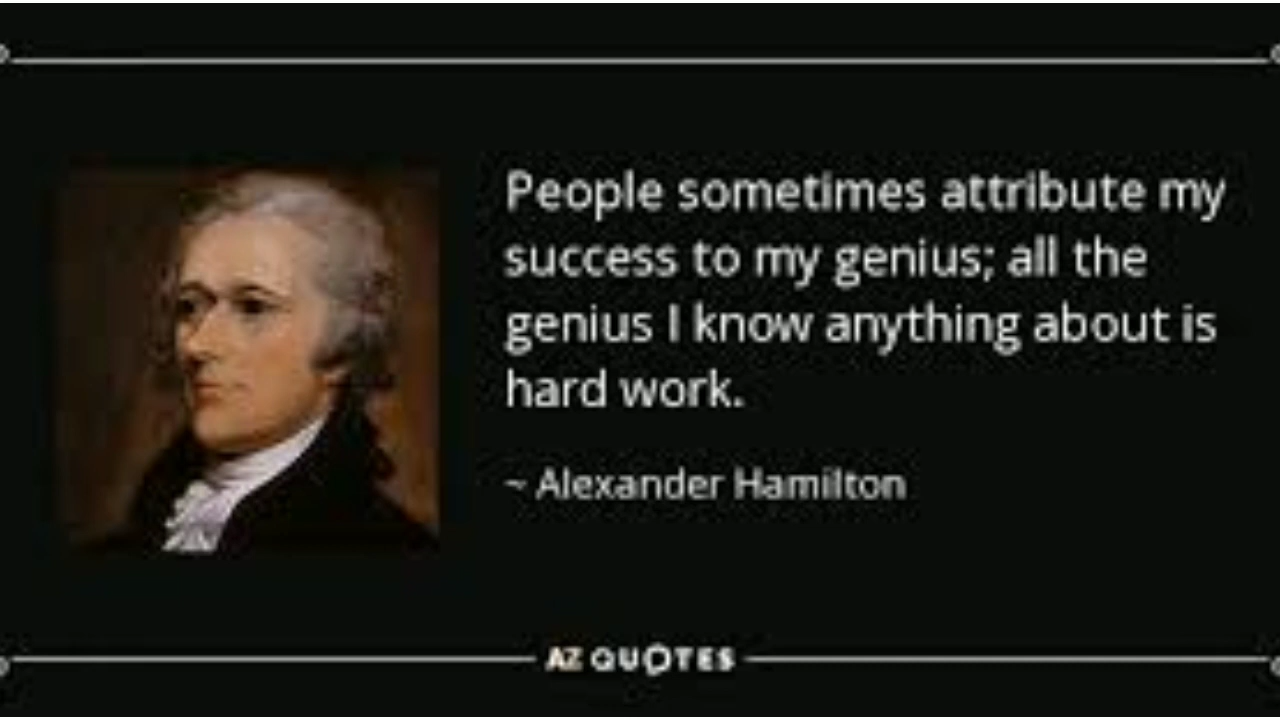 People sometimes attribute my
success to my genius; all the
genius I know anything about is
hard work.
~ Alexander Hamilton
AZ QUOTES